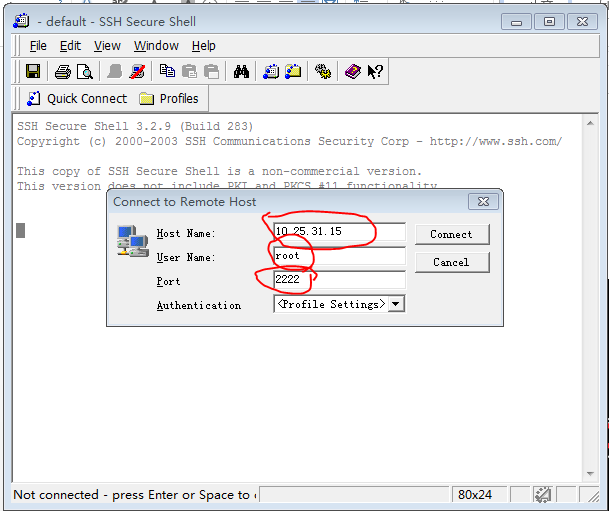 - default - SSH Secure Shell
File Edit View Window Help
Quick Connect Profiles
SSH Secure Shell 3.2.9 (Build 283)
Copyright (c) 2000-2003 SSH Communications Security Corp - http://www.ssh.com/
This copy of SSH Secure Shell is a non-commercial version.
This version does not include PKI and PKCS #11 functionality
Connect to Remote Host
Host Name: 10.25.31.15 Connect
User Name: root Cancel
Port 2222
Authentication <Profile Settings>
Not connected - press Enter or Space to 80x24